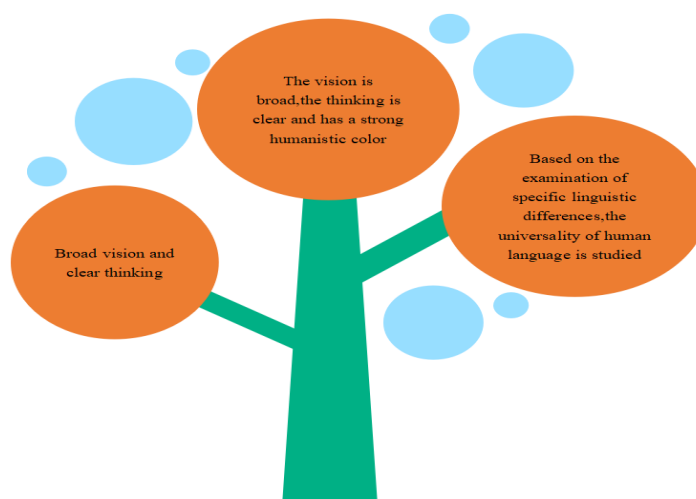 The vision is
broad,the thinking is
clear and has a strong
humanistic color
Based on the
examination of
specific linguistic
differences,the
universality of human
language is studied
Broad vision and
clear thinking